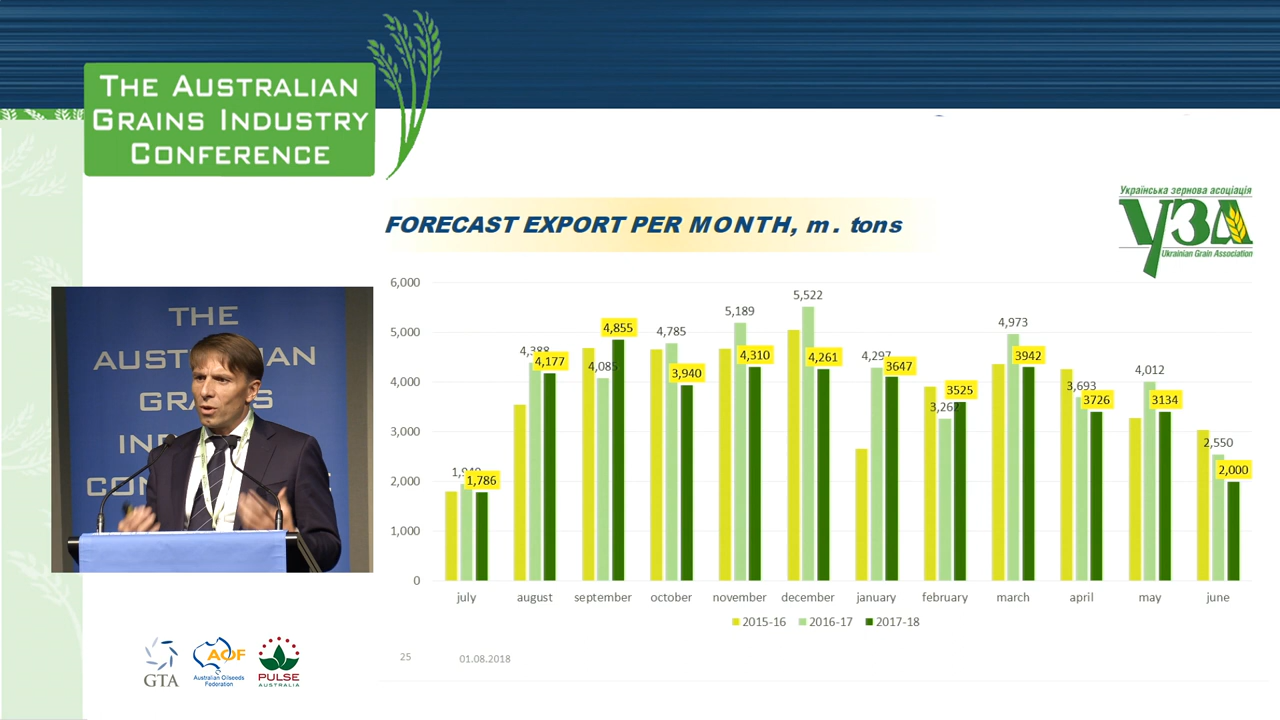 THE AUSTRALIAN
GRAINS INDUSTRY
CONFERENCE
FORECAST EXPORT PER MONTH, m. tons
Українська зернова асоціація
УЗА
Ukrainian Grain Association
6,000
5,000
4,000
3,000
2,000
1,000
0
1,786
4,177
4,085
4,855
4,785
3,940
5,189
4,310
5,522
4,261
4,297
3647
3,262
3525
4,973
3942
3,693
3726
4,012
3134
2,550
2,000
july august september october november december january february march april may june
2015-16 2016-17 2017-18
25 01.08.2018
THE
AUSTRALIAN
GTA
AOF
Australian Oilseeds
Federation
PULSE
AUSTRALIA